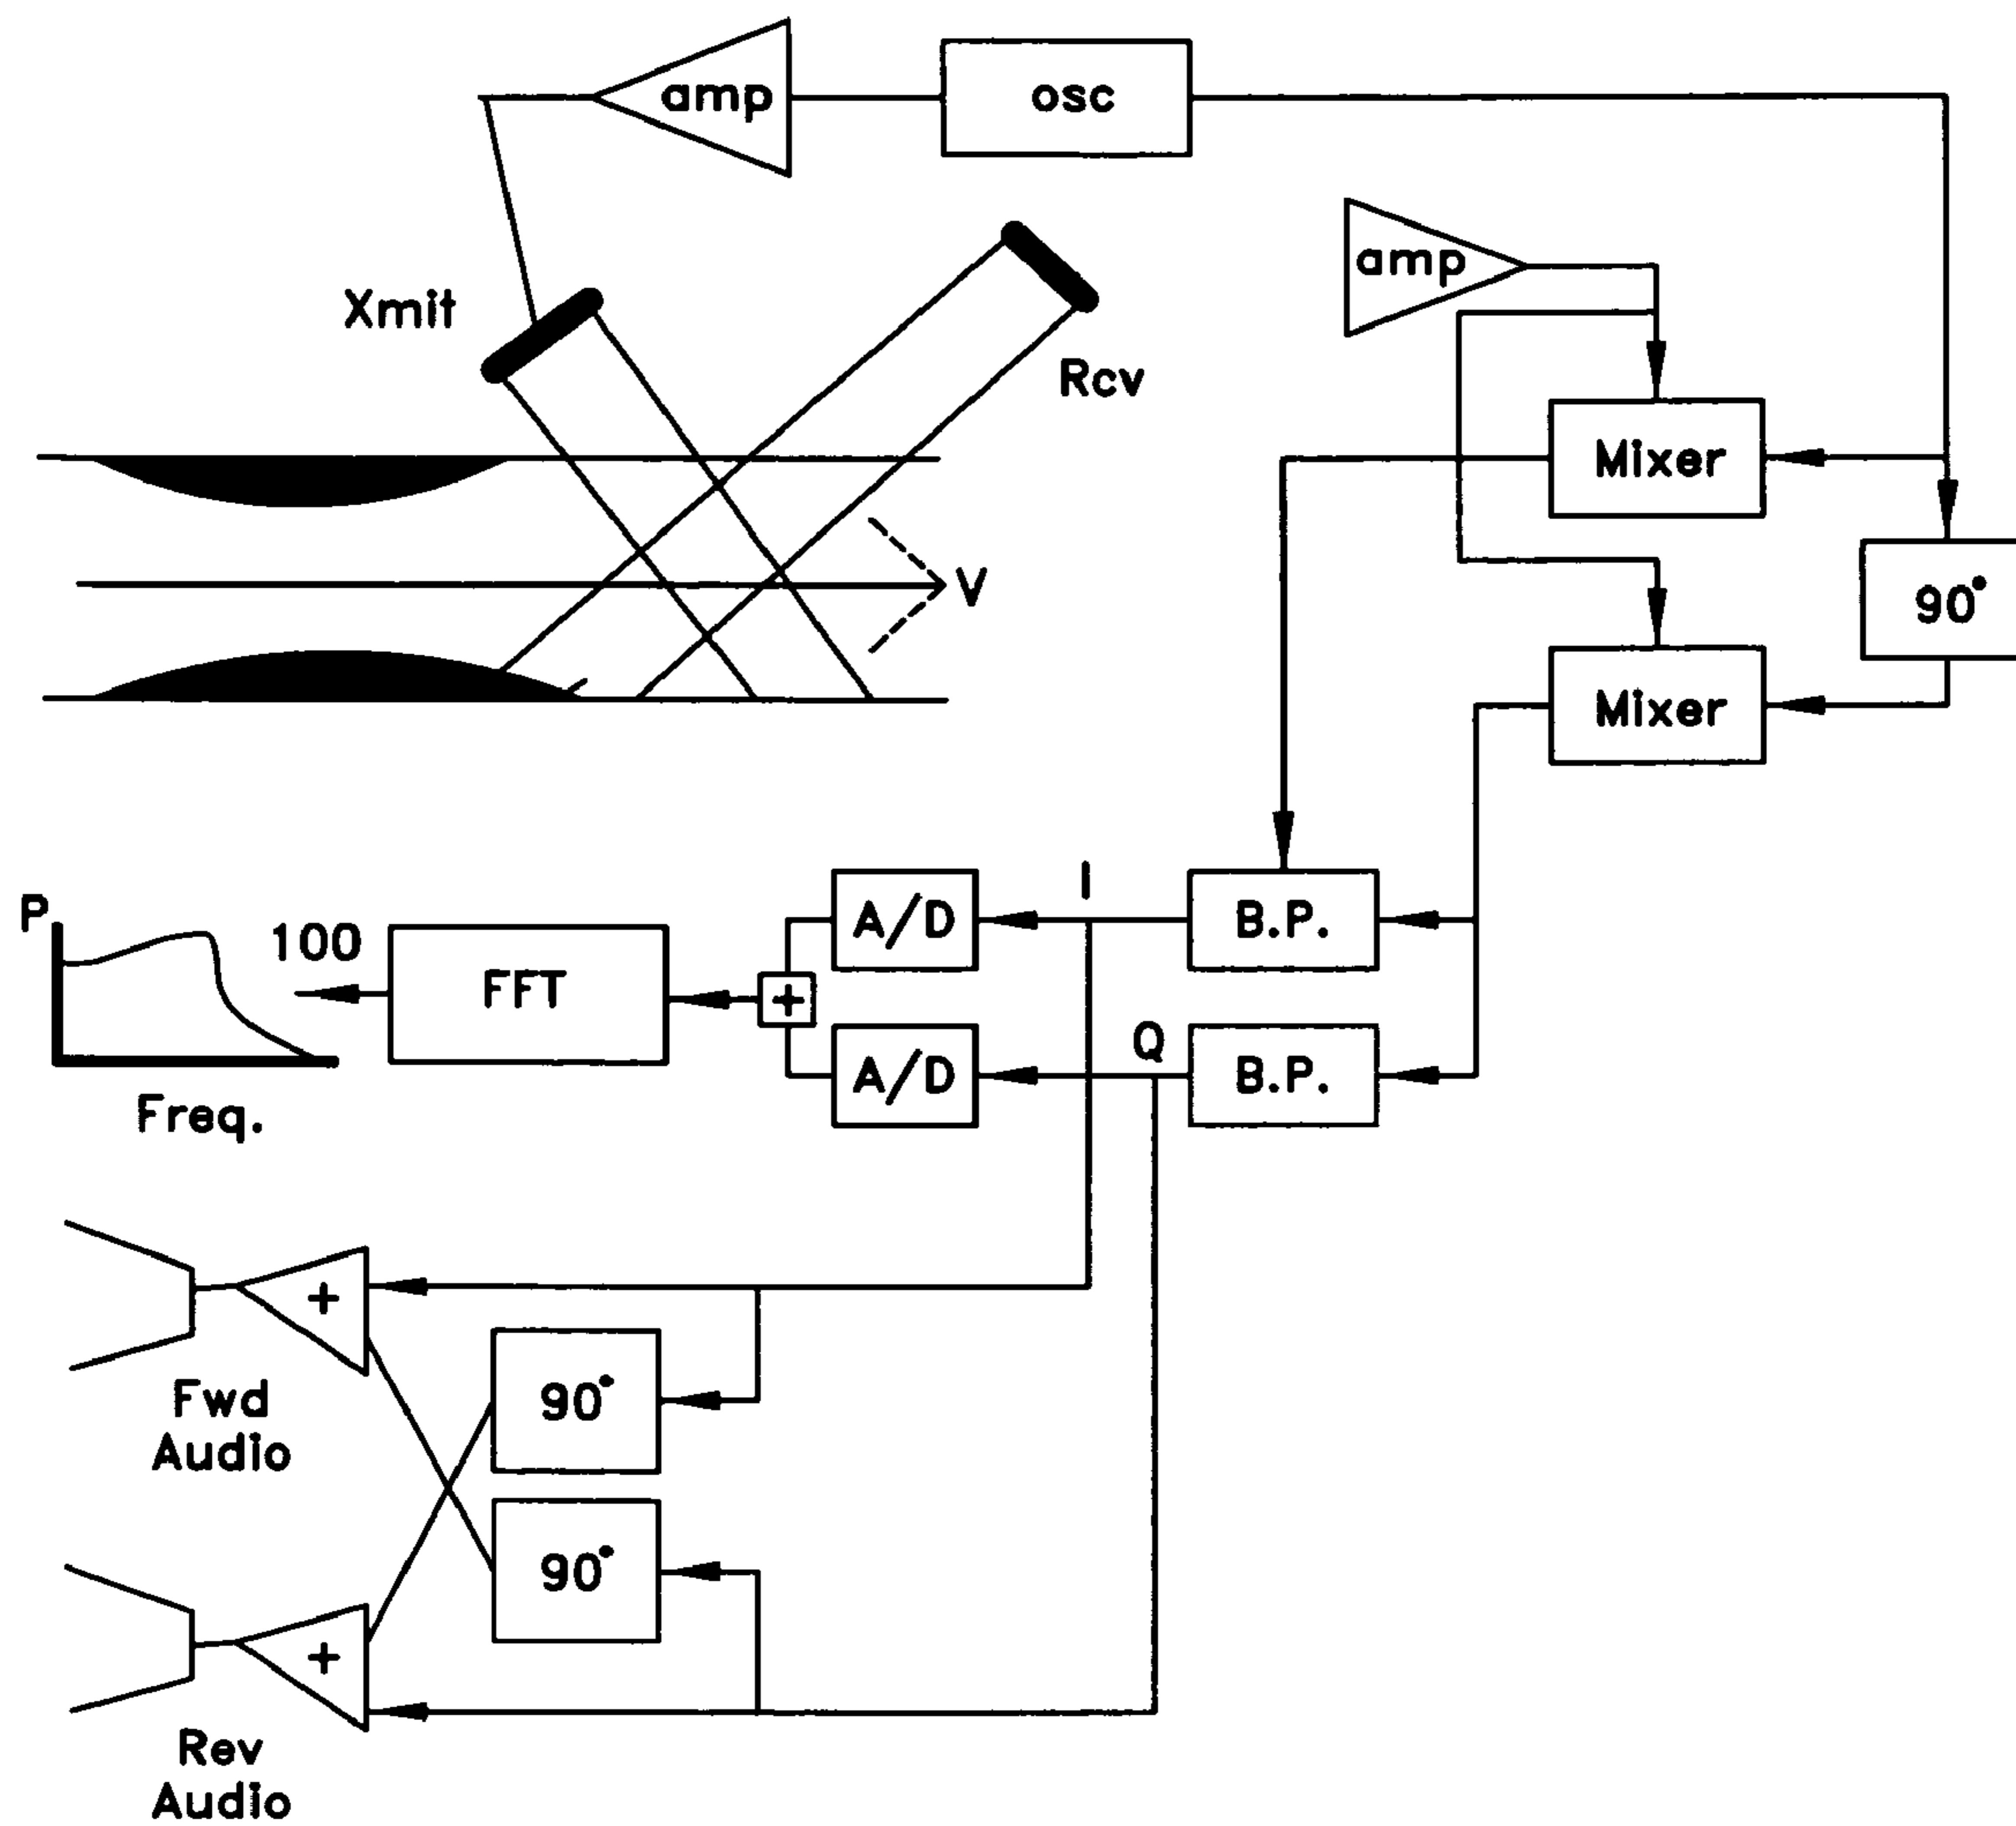 amp
osc
amp
Xmit
Rcv
Mixer
V
90°
Mixer
I
P
100
FFT
A/D
B.P.
+
Q
A/D
B.P.
Freq.
+
Fwd
Audio
90°
90°
+
Rev
Audio